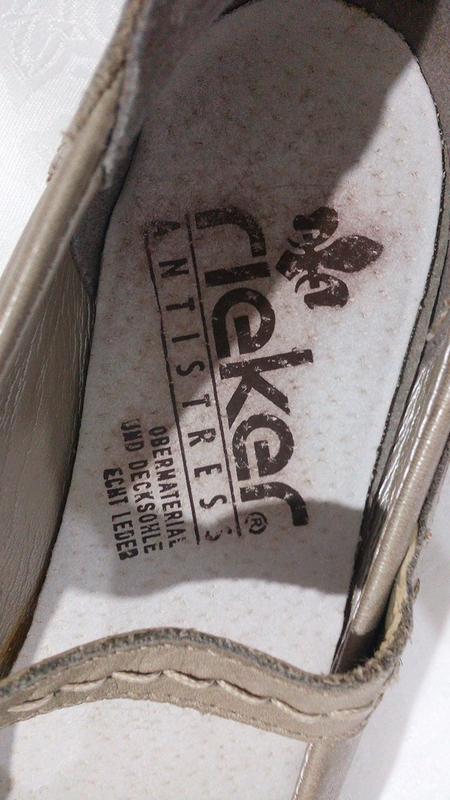 rieker®
ANTISTRESS
OBERMATERIAL
UND DECKSOHLE
ECHT LEDER